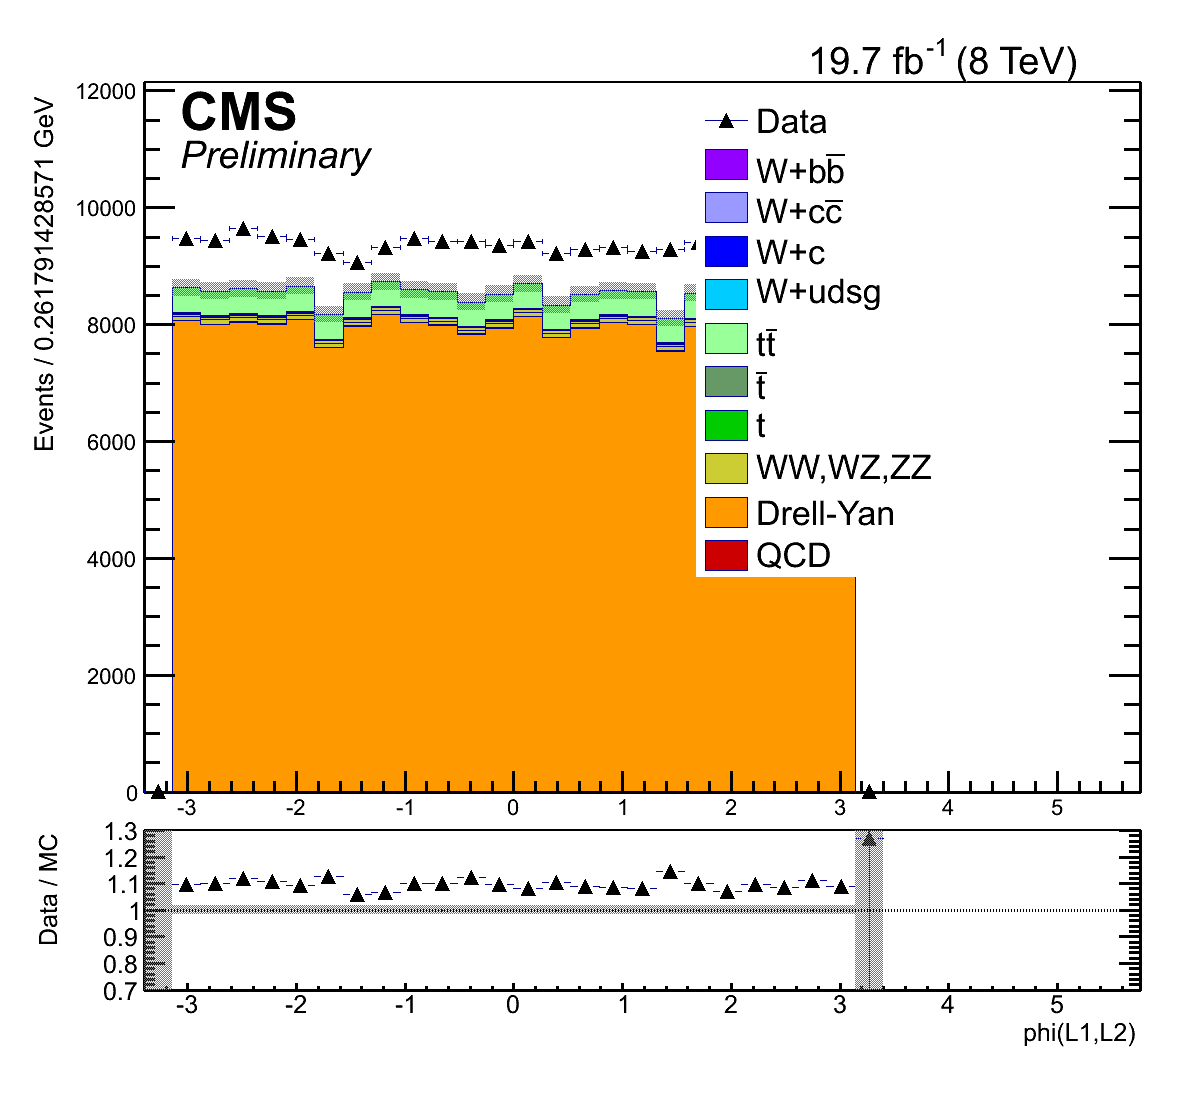 19.7 fb⁻¹ (8 TeV)
CMS
Preliminary
Events / 0.261791428571 GeV
12000
10000
8000
6000
4000
2000
0
Data
W+bb̅
W+cc̅
W+c
W+udsg
tt̅
t̅
t
WW,WZ,ZZ
Drell-Yan
QCD
-3 -2 -1 0 1 2 3 4 5
Data / MC
1.3
1.2
1.1
1
0.9
0.8
0.7
-3 -2 -1 0 1 2 3 4 5
phi(L1,L2)